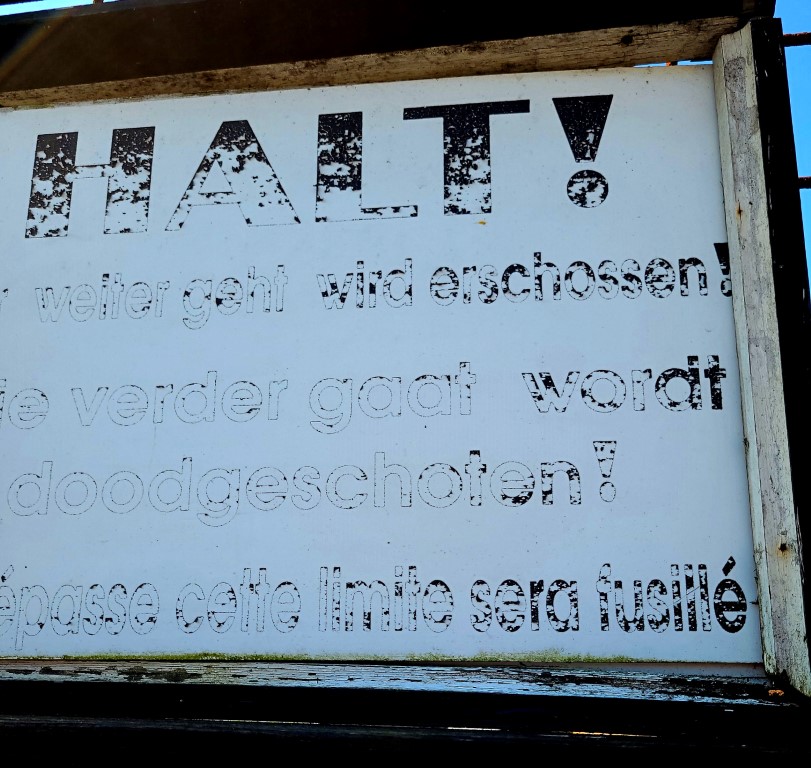 HALT!
r weiter geht wird erschossen!
ie verder gaat wordt
doodgeschoten!
épasse cette limite sera fusillé